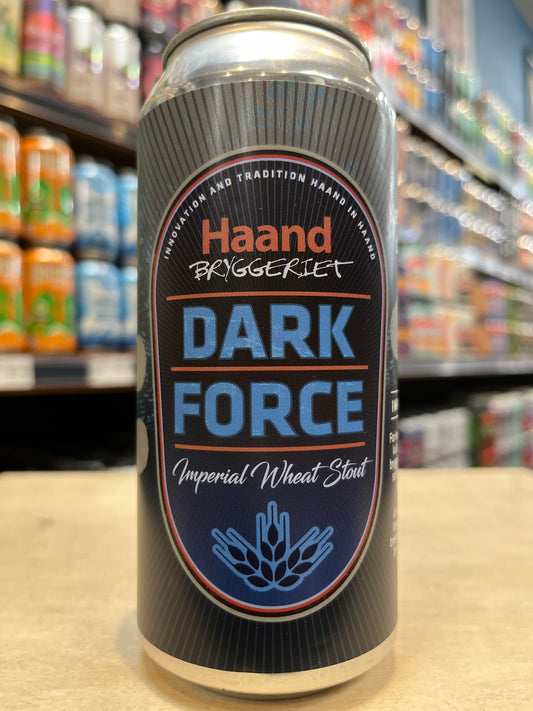 INNOVATION AND TRADITION HAAND IN HAAND
Haand
BRYGGERIET
DARK
FORCE
Imperial Wheat Stout